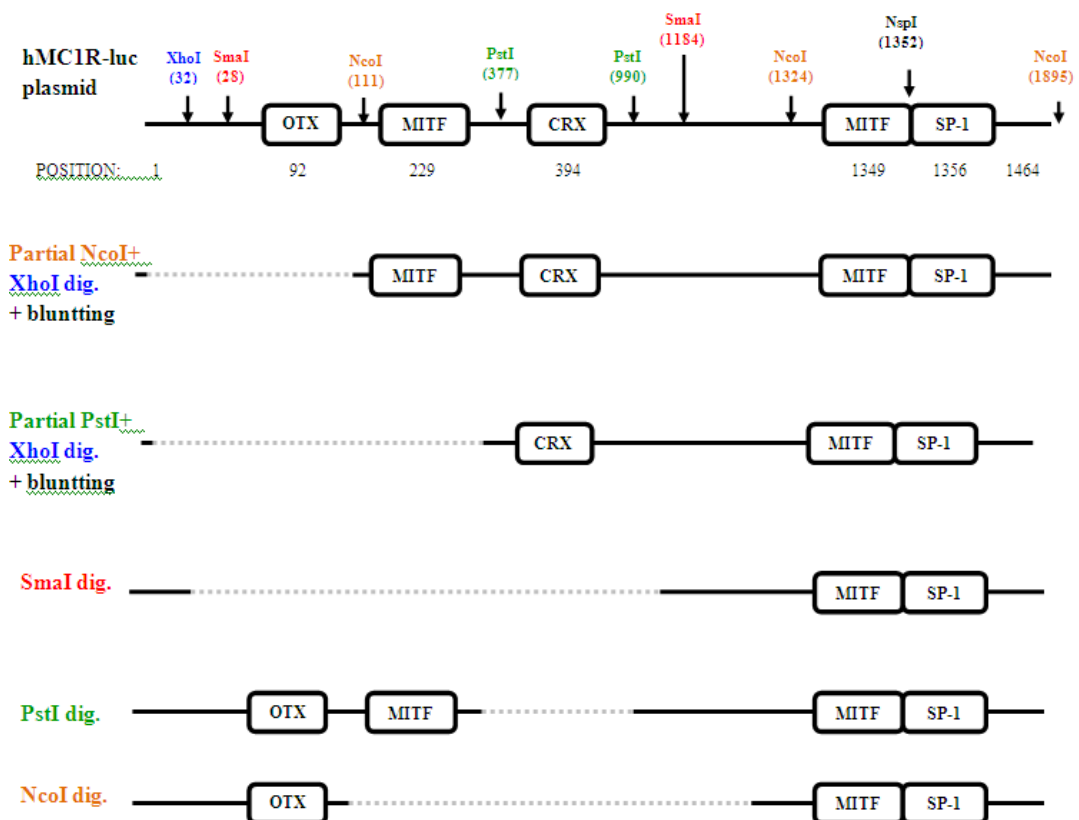 hMC1R-luc
plasmid
XhoI
(32)
SmaI
(28)
NcoI
(111)
PstI
(377)
PstI
(990)
SmaI
(1184)
NcoI
(1324)
NspI
(1352)
NcoI
(1895)
OTX
MITF
CRX
MITF
SP-1
POSITION: 1
92
229
394
1349
1356
1464
Partial NcoI+
XhoI dig.
+ bluntting
MITF
CRX
MITF
SP-1
Partial PstI+
XhoI dig.
+ bluntting
CRX
MITF
SP-1
SmaI dig.
MITF
SP-1
PstI dig.
OTX
MITF
MITF
SP-1
NcoI dig.
OTX
MITF
SP-1